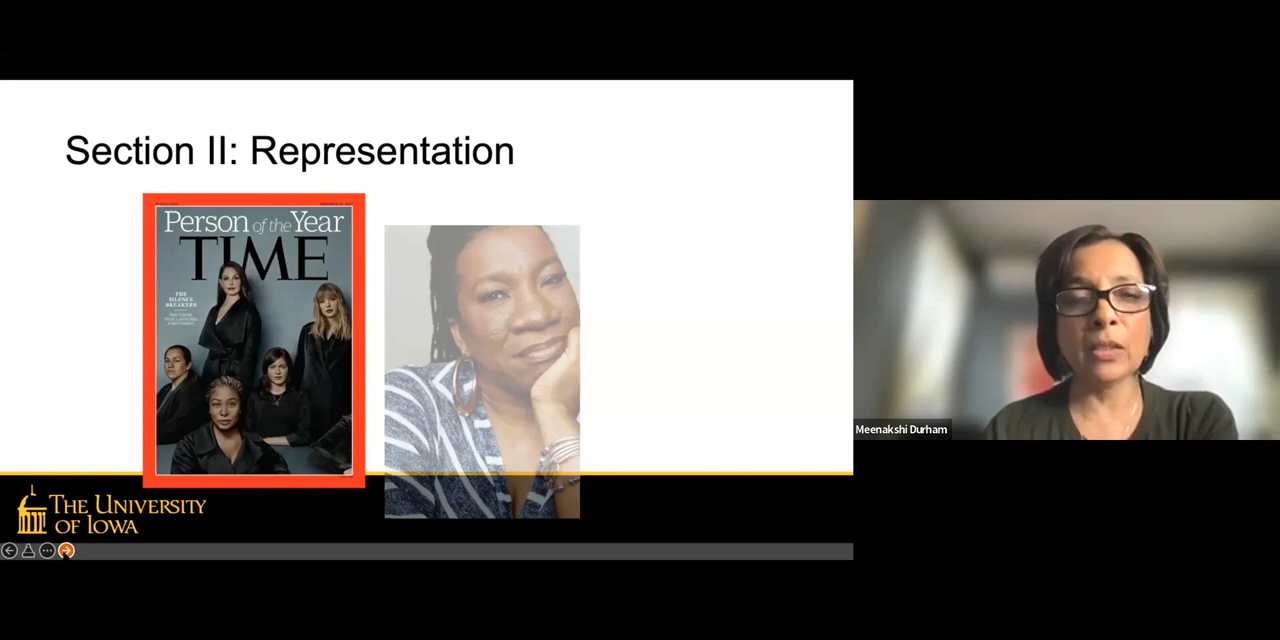 Section II: Representation
Person of the Year
TIME
THE
SILENCE
BREAKERS
THE UNIVERSITY
OF IOWA
Meenakshi Durham